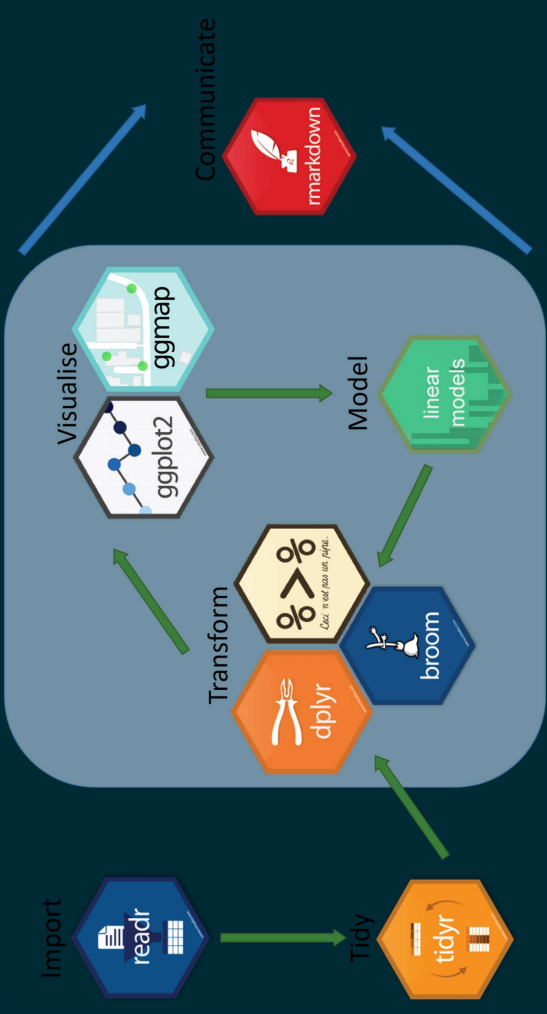 Import
readr
Tidy
tidyr
Transform
dplyr
%>%
Ceci n'est pas un pipe.
broom
Visualise
ggplot2
ggmap
Model
linear
models
Communicate
rmarkdown